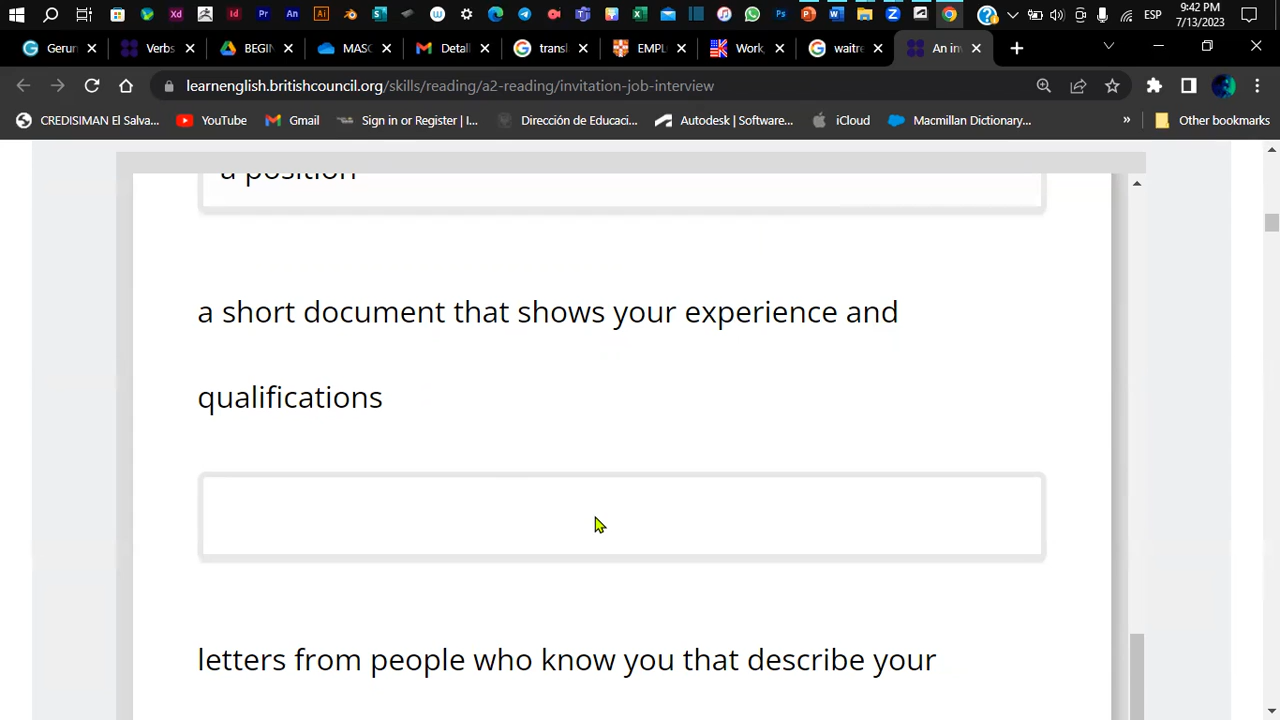 9:42 PM
ESP
7/13/2023
Gerun
Verbs
BEGIN
MASC
Detail
trans
EMPL
Work
waitre
An in
learnenglish.britishcouncil.org/skills/reading/a2-reading/invitation-job-interview
CREDISIMAN El Salva...
YouTube
Gmail
Sign in or Register | I...
Dirección de Educaci...
Autodesk | Software...
iCloud
Macmillan Dictionary...
»
Other bookmarks
a position
a short document that shows your experience and
qualifications
letters from people who know you that describe your